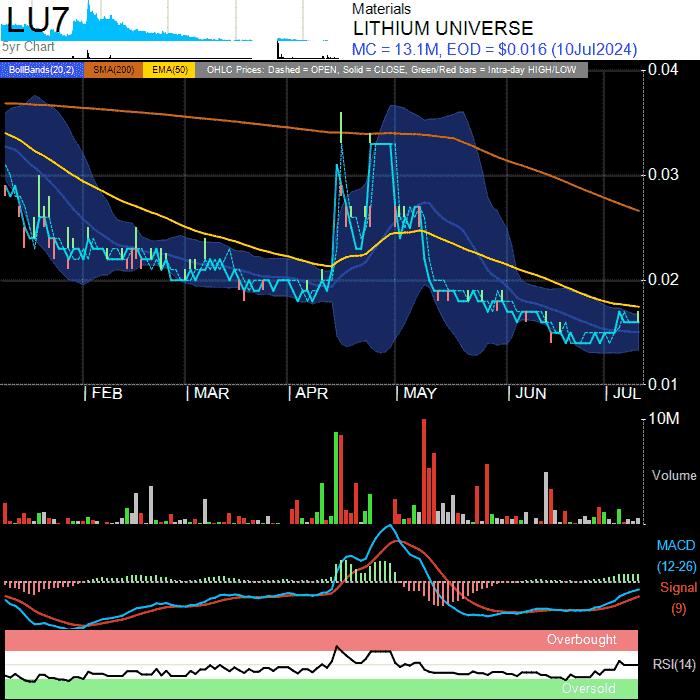 LU7
5yr Chart
Materials
LITHIUM UNIVERSE
MC = 13.1M, EOD = $0.016 (10Jul2024)
BollBands(20,2) SMA(200) EMA(50) OHLC Prices: Dashed = OPEN, Solid = CLOSE, Green/Red bars = Intra-day HIGH/LOW
0.04
0.03
0.02
0.01
| FEB | MAR | APR | MAY | JUN | JUL
10M
Volume
MACD
(12-26)
Signal
(9)
Overbought
RSI(14)
Oversold